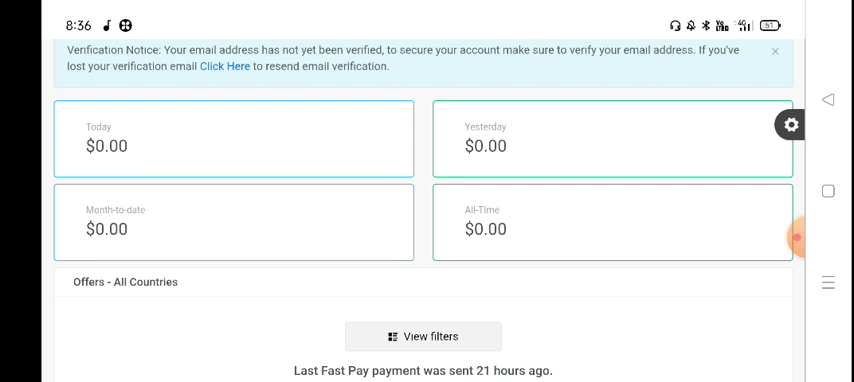 8:36
51
Verification Notice: Your email address has not yet been verified, to secure your account make sure to verify your email address. If you've
lost your verification email Click Here to resend email verification.
Today
$0.00
Yesterday
$0.00
Month-to-date
$0.00
All-TIme
$0.00
Offers - All Countries
View filters
Last Fast Pay payment was sent 21 hours ago.